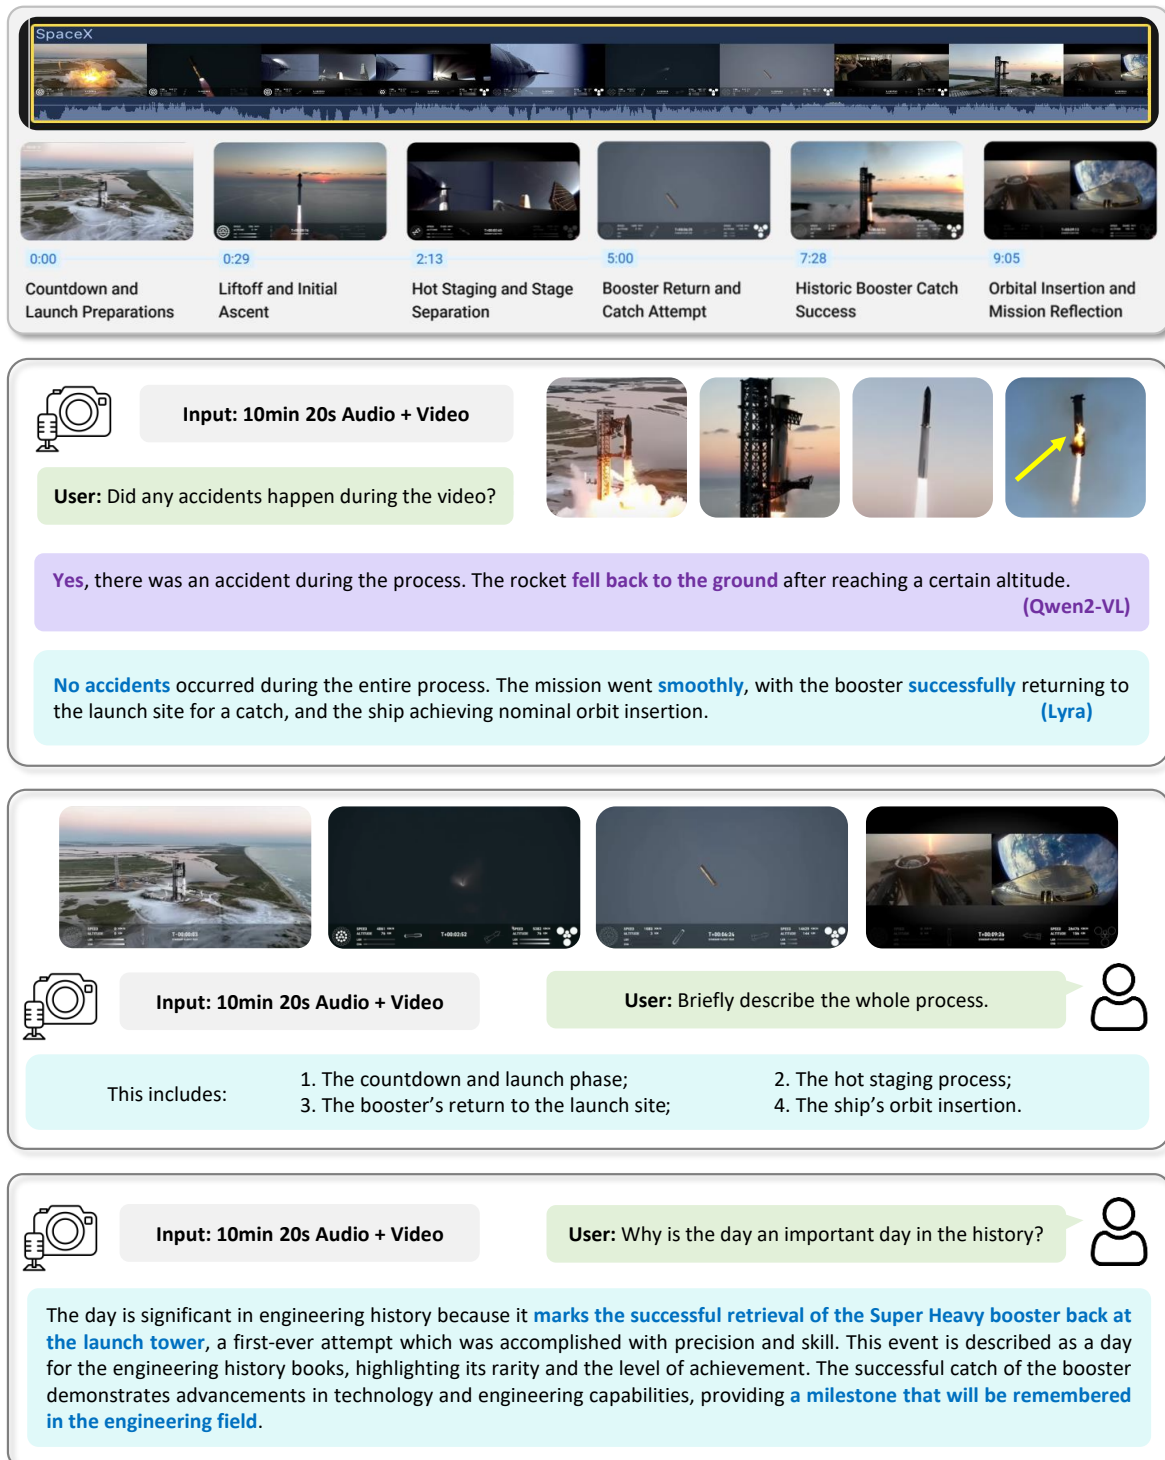 SpaceX
0:00
0:29
2:13
5:00
7:28
9:05
Countdown and
Launch Preparations
Liftoff and Initial
Ascent
Hot Staging and Stage
Separation
Booster Return and
Catch Attempt
Historic Booster Catch
Success
Orbital Insertion and
Mission Reflection
Input: 10min 20s Audio + Video
User: Did any accidents happen during the video?
Yes, there was an accident during the process. The rocket fell back to the ground after reaching a certain altitude.
(Qwen2-VL)
No accidents occurred during the entire process. The mission went smoothly, with the booster successfully returning to
the launch site for a catch, and the ship achieving nominal orbit insertion. (Lyra)
T-00:00:03
T+00:02:52
T+00:06:24
T+00:09:26
Input: 10min 20s Audio + Video
User: Briefly describe the whole process.
This includes:
1. The countdown and launch phase;
2. The hot staging process;
3. The booster's return to the launch site;
4. The ship's orbit insertion.
Input: 10min 20s Audio + Video
User: Why is the day an important day in the history?
The day is significant in engineering history because it marks the successful retrieval of the Super Heavy booster back at
the launch tower, a first-ever attempt which was accomplished with precision and skill. This event is described as a day
for the engineering history books, highlighting its rarity and the level of achievement. The successful catch of the booster
demonstrates advancements in technology and engineering capabilities, providing a milestone that will be remembered
in the engineering field.